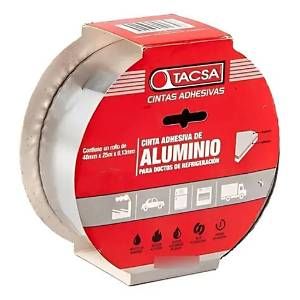 TACSA
CINTAS ADHESIVAS
Contiene un rollo de
48mm x 25m x 0.13mm
CINTA ADHESIVA DE
ALUMINIO
PARA DUCTOS DE REFRIGERACIÓN